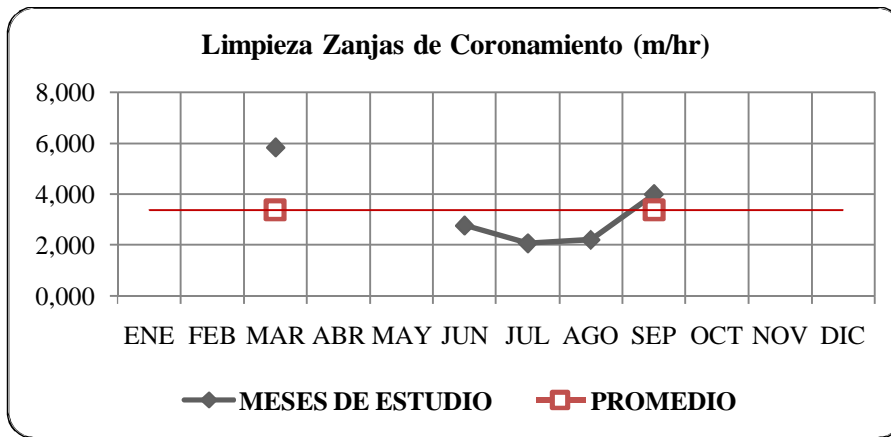 Limpieza Zanjas de Coronamiento (m/hr)
8,000
6,000
4,000
2,000
0,000
ENE FEB MAR ABR MAY JUN JUL AGO SEP OCT NOV DIC
MESES DE ESTUDIO PROMEDIO